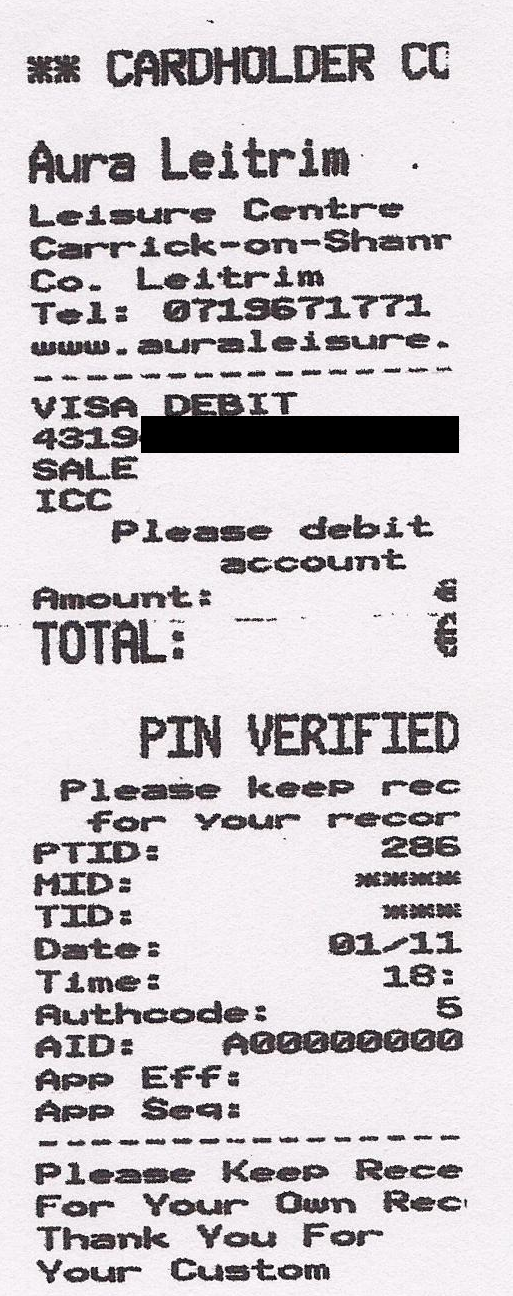 ** CARDHOLDER CO
Aura Leitrim
Leisure Centre
Carrick-on-Shann
Co. Leitrim
Tel: 0719671771
www.auraleisure.
VISA DEBIT
4319
SALE
ICC
Please debit
account
Amount: €
TOTAL: €
PIN VERIFIED
Please keep rec
for your recor
PTID: 286
MID: ****
TID: ***
Date: 01/11
Time: 18:
Authcode: 5
AID: A00000000
App Eff:
App Seq:
Please Keep Rece
For Your Own Rec
Thank You For
Your Custom